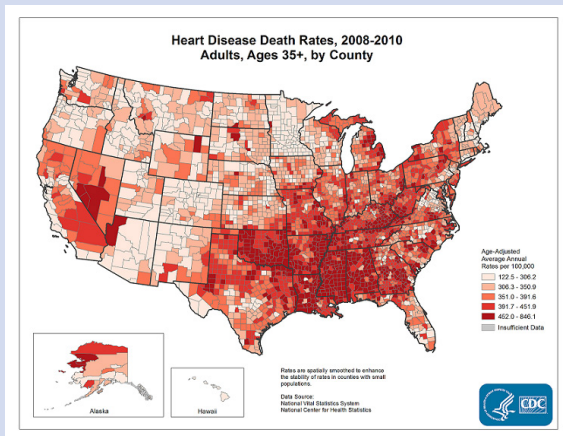 Heart Disease Death Rates, 2008-2010
Adults, Ages 35+, by County
Age-Adjusted
Average Annual
Rates per 100,000
122.5 - 306.2
306.3 - 350.9
351.0 - 391.6
391.7 - 451.9
452.0 - 846.1
Insufficient Data
Rates are spatially smoothed to enhance
the stability of rates in counties with small
populations.
Data Source:
National Vital Statistics System
National Center for Health Statistics
Alaska
Hawaii
CDC